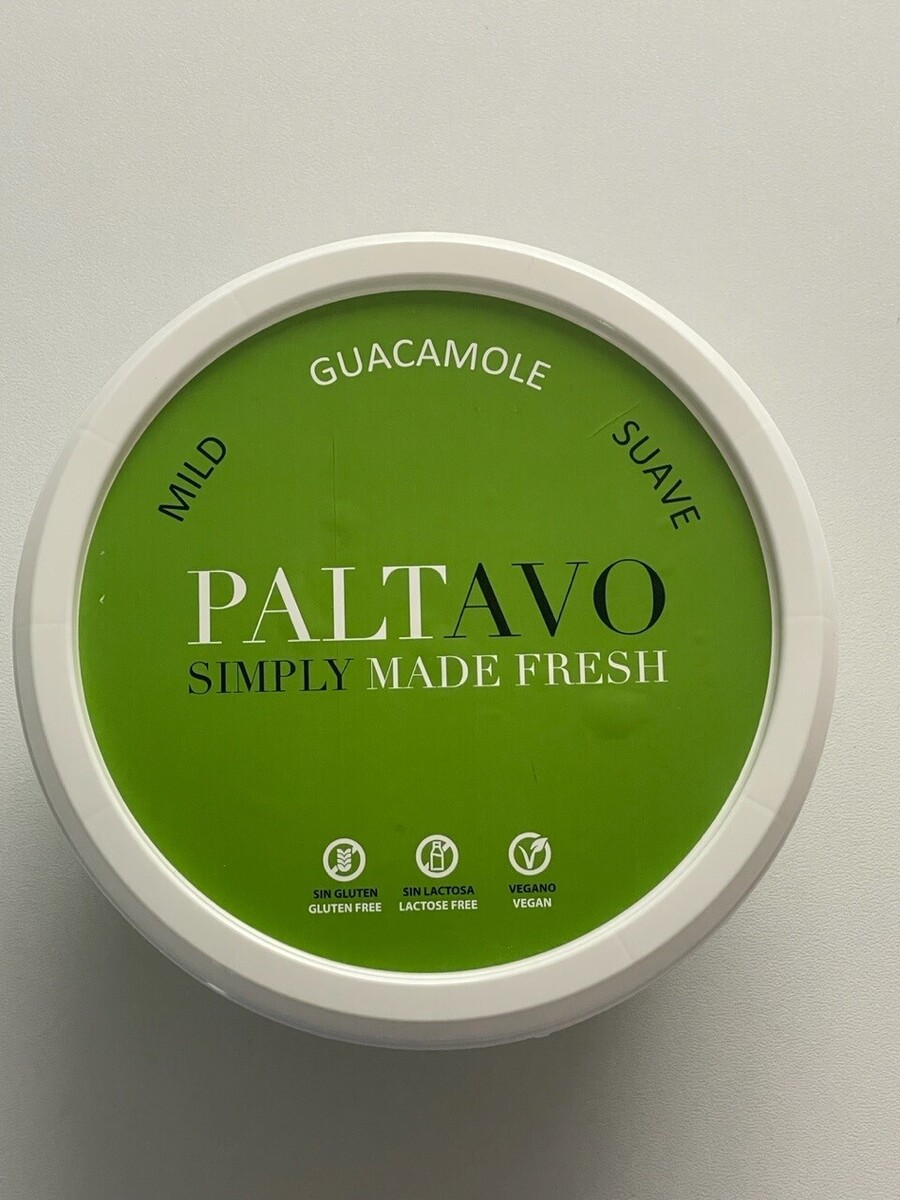 GUACAMOLE
MILD
SUAVE
PALTAVO
SIMPLY MADE FRESH
SIN GLUTEN
GLUTEN FREE
SIN LACTOSA
LACTOSE FREE
VEGANO
VEGAN